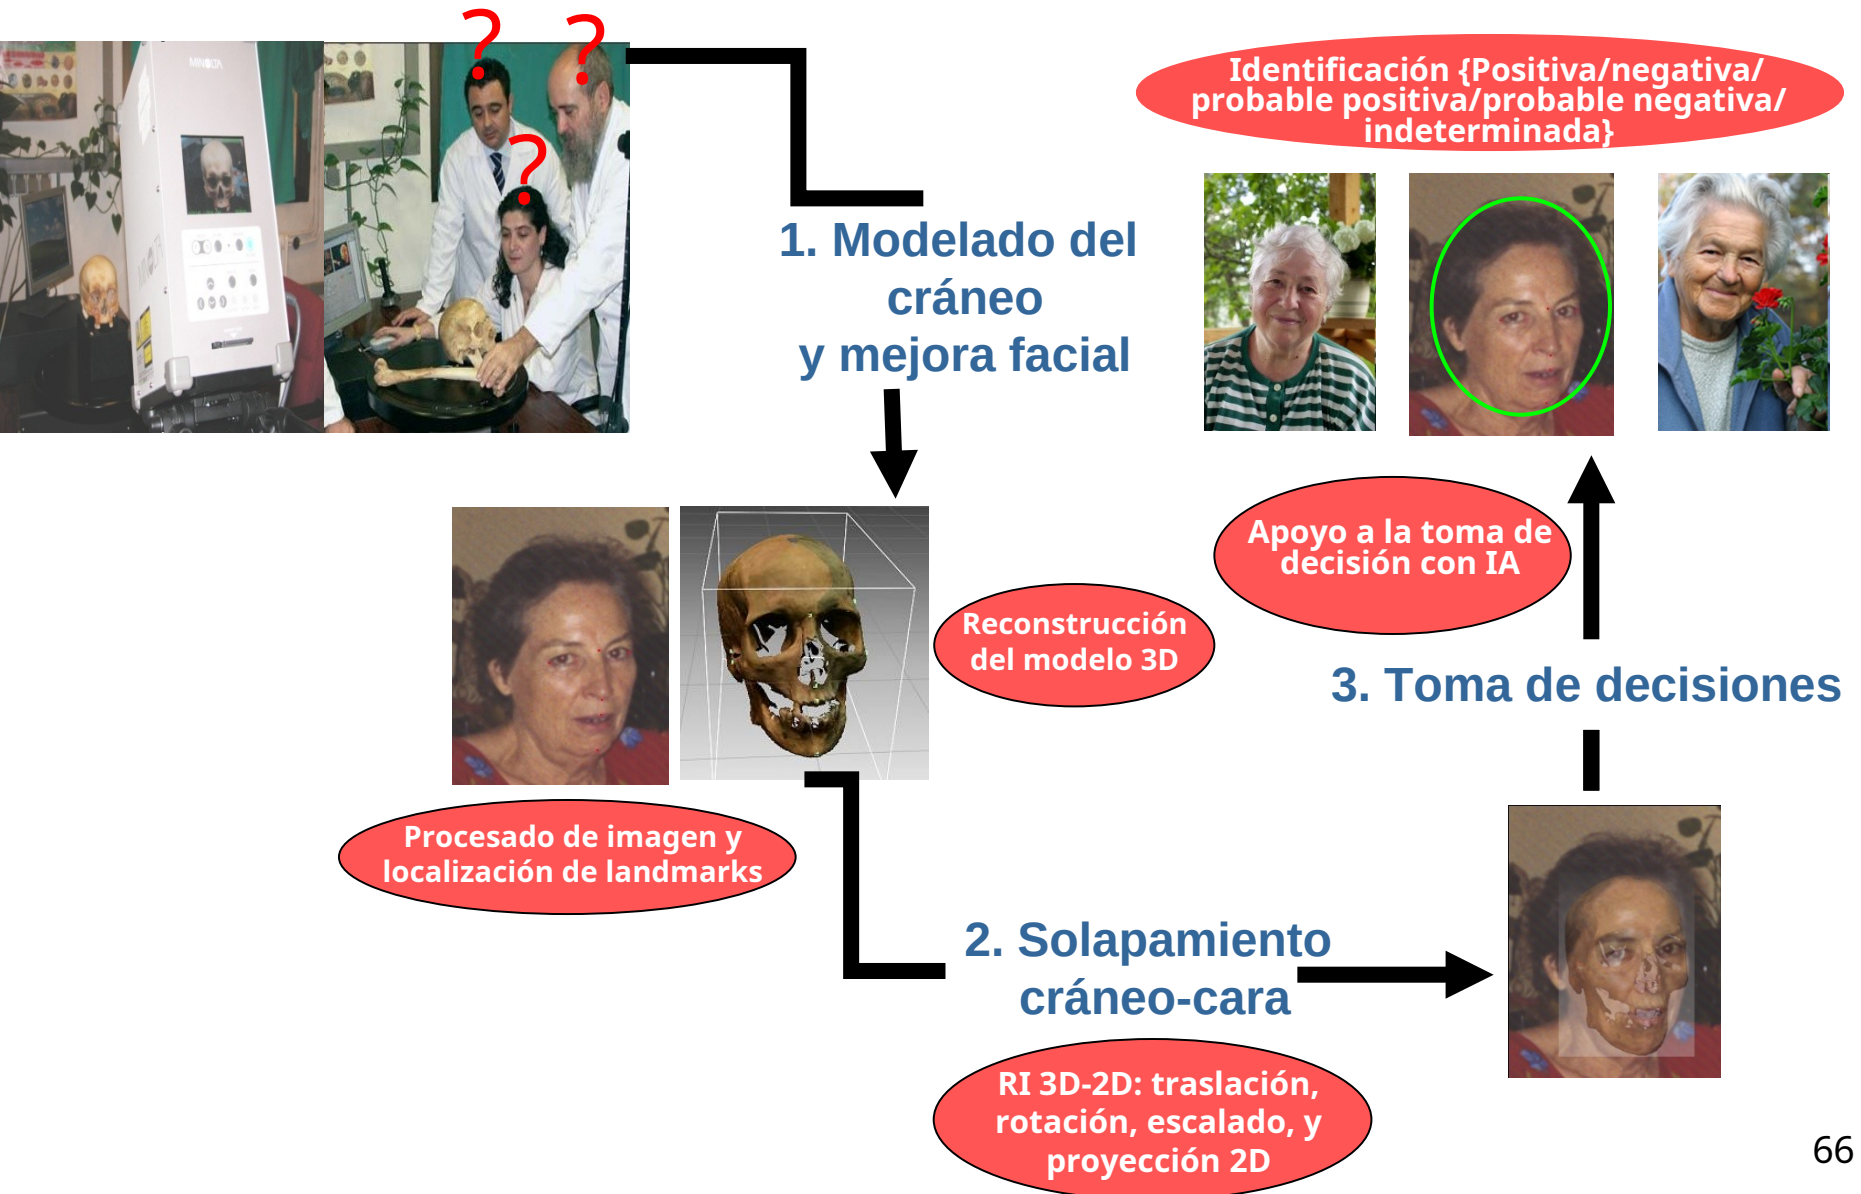 ?
?
?
MINOLTA
Identificación {Positiva/negativa/
probable positiva/probable negativa/
indeterminada}
1. Modelado del
cráneo
y mejora facial
Apoyo a la toma de
decisión con IA
Reconstrucción
del modelo 3D
3. Toma de decisiones
Procesado de imagen y
localización de landmarks
2. Solapamiento
cráneo-cara
RI 3D-2D: traslación,
rotación, escalado, y
proyección 2D
66